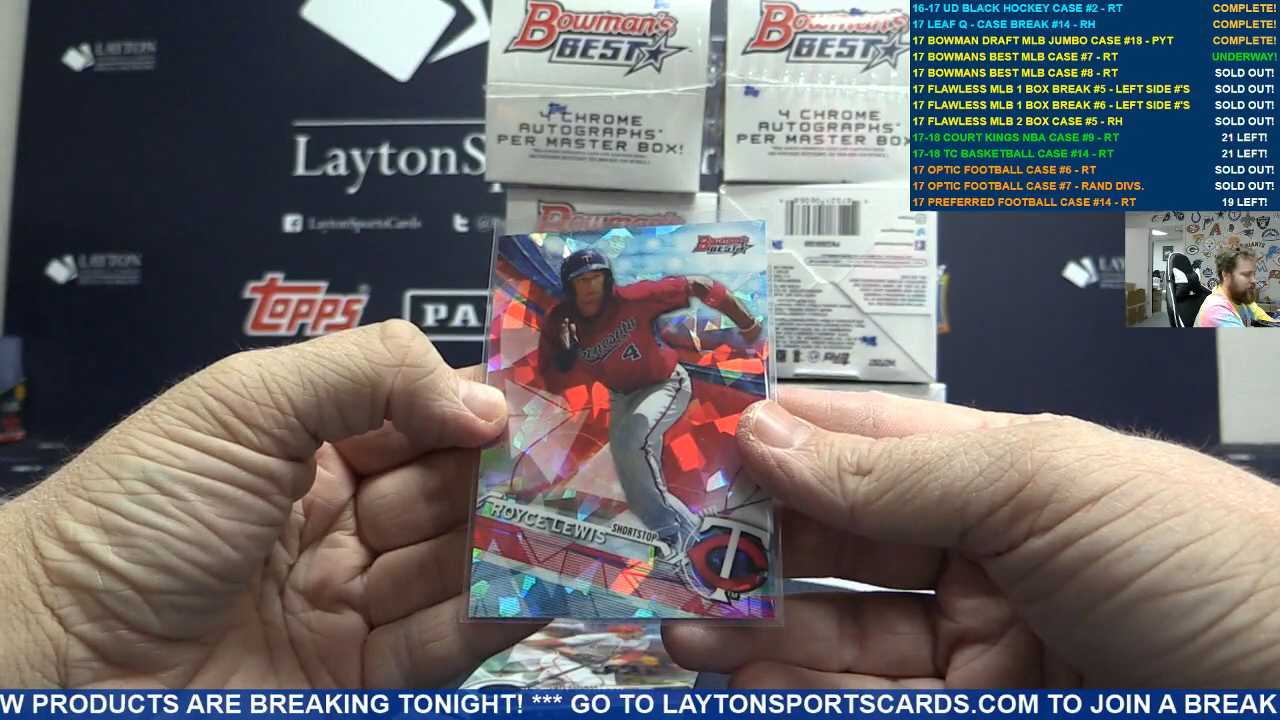 16-17 UD BLACK HOCKEY CASE #2 - RT COMPLETE!
17 LEAF Q - CASE BREAK #14 - RH COMPLETE!
17 BOWMAN DRAFT MLB JUMBO CASE #18 - PYT COMPLETE!
17 BOWMANS BEST MLB CASE #7 - RT UNDERWAY!
17 BOWMANS BEST MLB CASE #8 - RT SOLD OUT!
17 FLAWLESS MLB 1 BOX BREAK #5 - LEFT SIDE #'S SOLD OUT!
17 FLAWLESS MLB 1 BOX BREAK #6 - LEFT SIDE #'S SOLD OUT!
17 FLAWLESS MLB 2 BOX CASE #5 - RH SOLD OUT!
17-18 COURT KINGS NBA CASE #9 - RT 21 LEFT!
17-18 TC BASKETBALL CASE #14 - RT 21 LEFT!
17 OPTIC FOOTBALL CASE #6 - RT SOLD OUT!
17 OPTIC FOOTBALL CASE #7 - RAND DIVS. SOLD OUT!
17 PREFERRED FOOTBALL CASE #14 - RT 19 LEFT!
Bowman's
BEST
4 CHROME
AUTOGRAPHS
PER MASTER BOX!
Bowman's
BEST
4 CHROME
AUTOGRAPHS
PER MASTER BOX
LAYTON
LaytonS
LaytonSportsCards
LAYTON
TOPPS
PA
Bowman's
Bowman's
BEST
T
4
ROYCE LEWIS
SHORTSTOP
T
TM
W PRODUCTS ARE BREAKING TONIGHT! *** GO TO LAYTONSPORTSCARDS.COM TO JOIN A BREAK